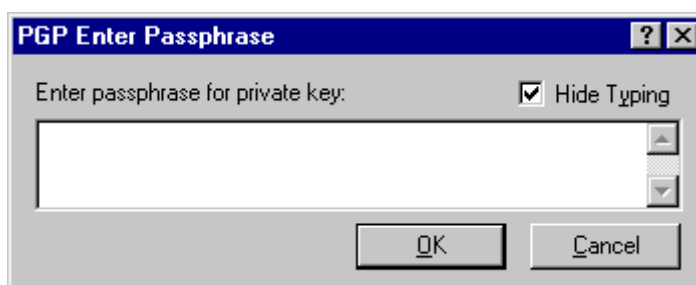 PGP Enter Passphrase ? X
Enter passphrase for private key: Hide Typing
OK Cancel